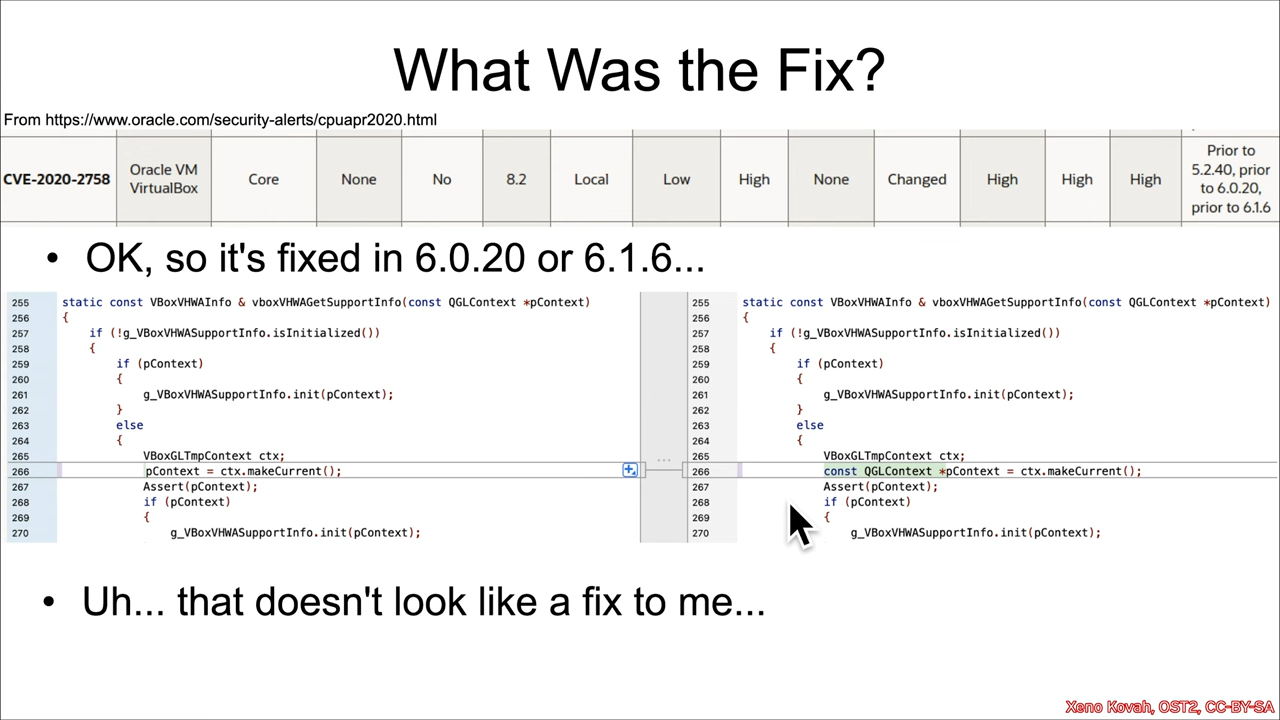 What Was the Fix?
From https://www.oracle.com/security-alerts/cpuapr2020.html
CVE-2020-2758 Oracle VM VirtualBox Core None No 8.2 Local Low High None Changed High High High Prior to 5.2.40, prior to 6.0.20, prior to 6.1.6
• OK, so it's fixed in 6.0.20 or 6.1.6...
255 static const VBoxVHWAInfo & vboxVHWAGetSupportInfo(const QGLContext *pContext)
256 {
257 if (!g_VBoxVHWASupportInfo.isInitialized())
258 {
259 if (pContext)
260 {
261 g_VBoxVHWASupportInfo.init(pContext);
262 }
263 else
264 {
265 VBoxGLTmpContext ctx;
266 pContext = ctx.makeCurrent();
267 Assert(pContext);
268 if (pContext)
269 {
270 g_VBoxVHWASupportInfo.init(pContext);
255 static const VBoxVHWAInfo & vboxVHWAGetSupportInfo(const QGLContext *pContext)
256 {
257 if (!g_VBoxVHWASupportInfo.isInitialized())
258 {
259 if (pContext)
260 {
261 g_VBoxVHWASupportInfo.init(pContext);
262 }
263 else
264 {
265 VBoxGLTmpContext ctx;
266 const QGLContext *pContext = ctx.makeCurrent();
267 Assert(pContext);
268 if (pContext)
269 {
270 g_VBoxVHWASupportInfo.init(pContext);
• Uh... that doesn't look like a fix to me...
Xeno Kovah, OST2, CC-BY-SA